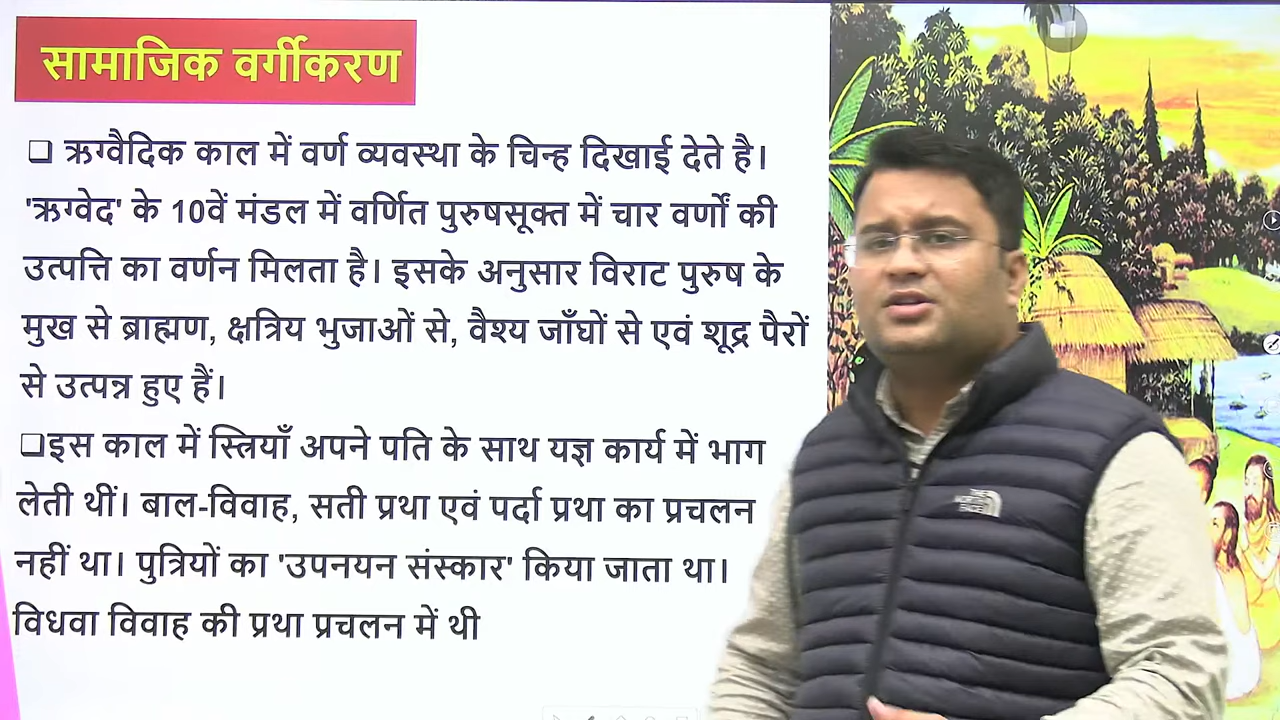 सामाजिक वर्गीकरण
❑ ऋग्वैदिक काल में वर्ण व्यवस्था के चिन्ह दिखाई देते है।
'ऋग्वेद' के 10वें मंडल में वर्णित पुरुषसूक्त में चार वर्णों की
उत्पत्ति का वर्णन मिलता है। इसके अनुसार विराट पुरुष के
मुख से ब्राह्मण, क्षत्रिय भुजाओं से, वैश्य जाँघों से एवं शूद्र पैरों
से उत्पन्न हुए हैं।
❑इस काल में स्त्रियाँ अपने पति के साथ यज्ञ कार्य में भाग
लेती थीं। बाल-विवाह, सती प्रथा एवं पर्दा प्रथा का प्रचलन
नहीं था। पुत्रियों का 'उपनयन संस्कार' किया जाता था।
विधवा विवाह की प्रथा प्रचलन में थी
THE
NORTH
FACE